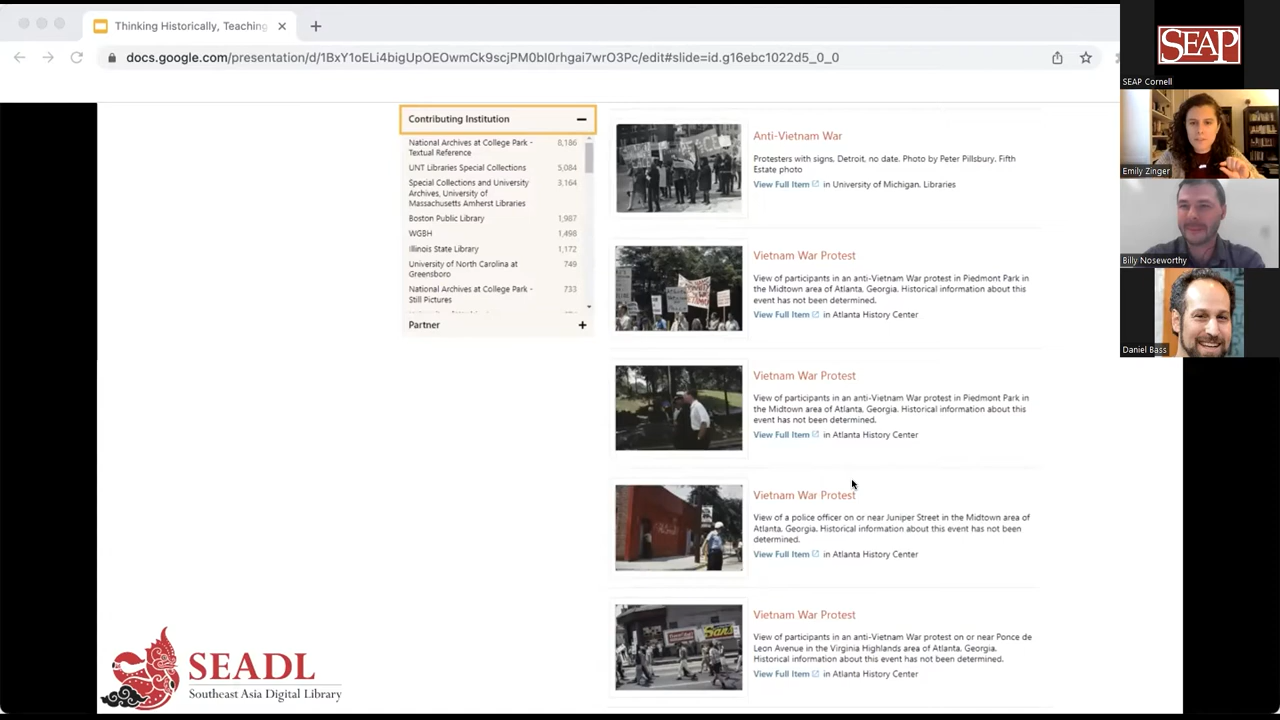 Thinking Historically, Teaching
docs.google.com/presentation/d/1BxY1oELi4bigUpOEOwmCk9scjPM0bI0rhgai7wrO3Pc/edit#slide=id.g16ebc1022d5_0_0
SEAP
SEAP Cornell
Emily Zinger
Billy Noseworthy
Daniel Bass
Contributing Institution
National Archives at College Park - 8,186
Textual Reference
UNT Libraries Special Collections 5,084
Special Collections and University 3,164
Archives, University of
Massachusetts Amherst Libraries
Boston Public Library 1,987
WGBH 1,498
Illinois State Library 1,172
University of North Carolina at 749
Greensboro
National Archives at College Park - 733
Still Pictures
Partner
Anti-Vietnam War
Protesters with signs, Detroit, no date. Photo by Peter Pillsbury. Fifth
Estate photo
View Full Item in University of Michigan. Libraries
Vietnam War Protest
View of participants in an anti-Vietnam War protest in Piedmont Park in
the Midtown area of Atlanta, Georgia. Historical information about this
event has not been determined.
View Full Item in Atlanta History Center
Vietnam War Protest
View of participants in an anti-Vietnam War protest in Piedmont Park in
the Midtown area of Atlanta, Georgia. Historical information about this
event has not been determined.
View Full Item in Atlanta History Center
Vietnam War Protest
View of a police officer on or near Juniper Street in the Midtown area of
Atlanta, Georgia. Historical information about this event has not been
determined.
View Full Item in Atlanta History Center
Vietnam War Protest
View of participants in an anti-Vietnam War protest on or near Ponce de
Leon Avenue in the Virginia Highlands area of Atlanta, Georgia.
Historical information about this event has not been determined.
View Full Item in Atlanta History Center
SEADL
Southeast Asia Digital Library